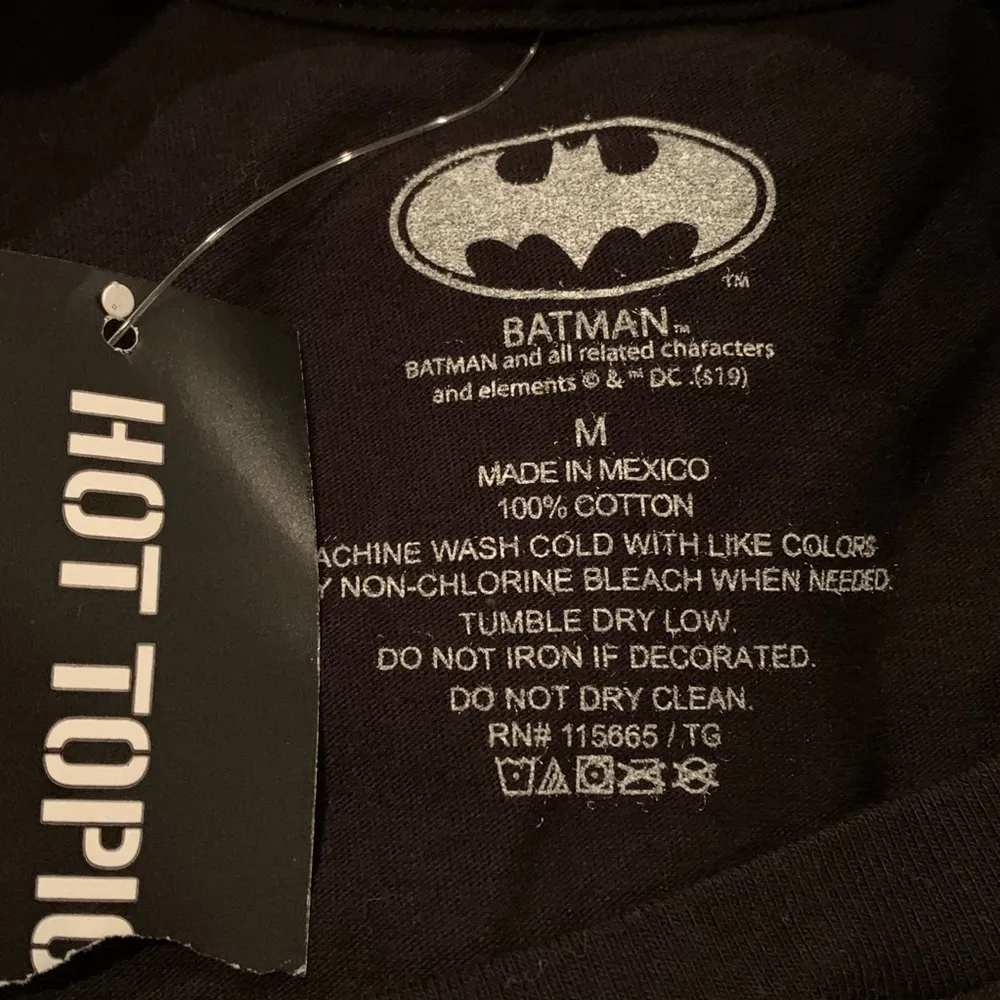 ™
BATMAN™
BATMAN and all related characters
and elements © & ™ DC .(s19)
M
MADE IN MEXICO
100% COTTON
ACHINE WASH COLD WITH LIKE COLORS
Y NON-CHLORINE BLEACH WHEN NEEDED.
TUMBLE DRY LOW.
DO NOT IRON IF DECORATED.
DO NOT DRY CLEAN.
RN# 115665 / TG
HOT TOPIC